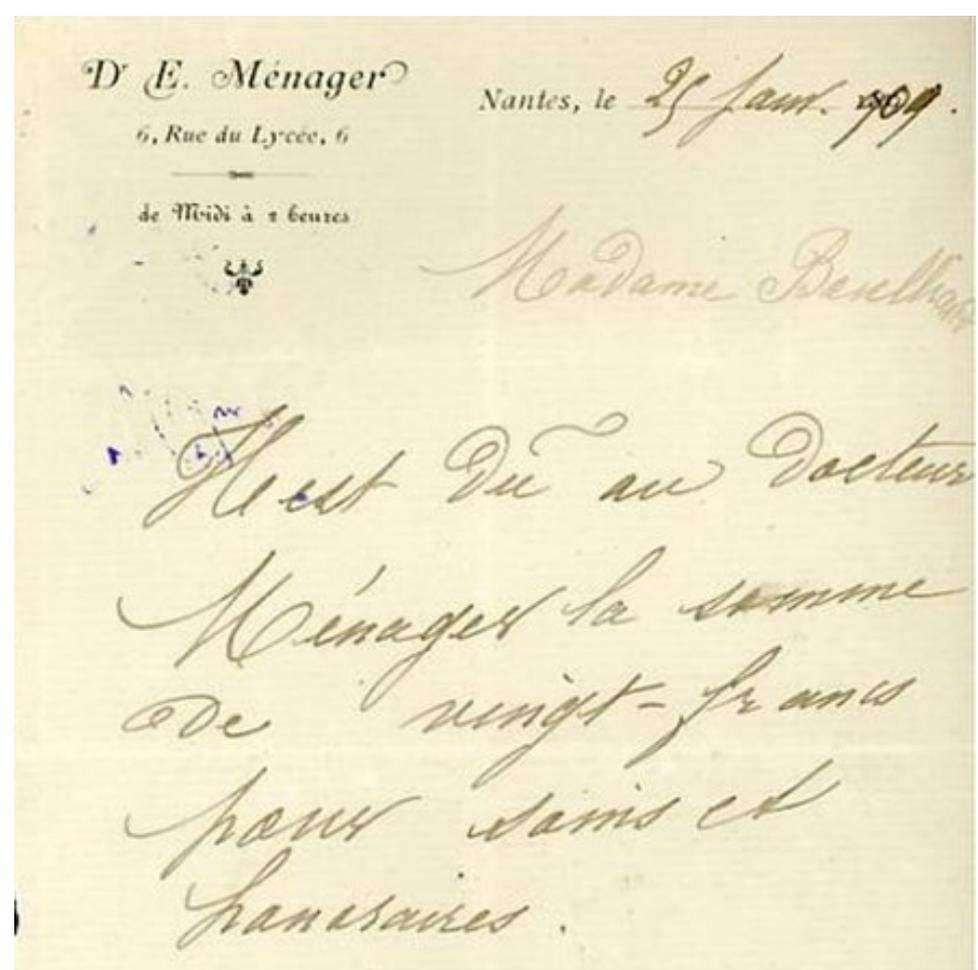 Dr E. Ménager
6, Rue du Lycée, 6
de Midi à 2 heures
Nantes, le 25 Janv. 1909.
Madame
Il est dû au Docteur
Ménager la somme
de vingt-francs
pour soins et
honoraires.